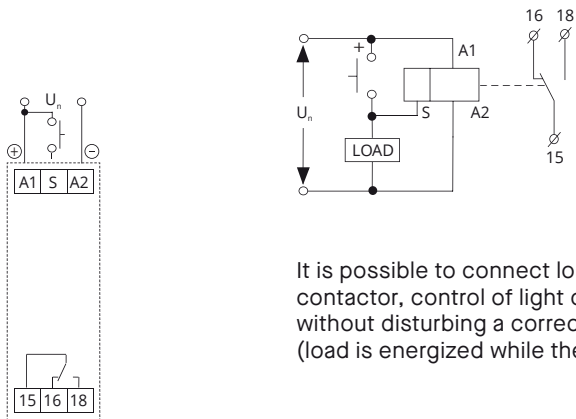 Uₙ
+ −
A1 S A2
15 16 18
16 18
+
A1
Uₙ
S A2
LOAD
15
It is possible to connect lo
contactor, control of light
without disturbing a correc
(load is energized while the